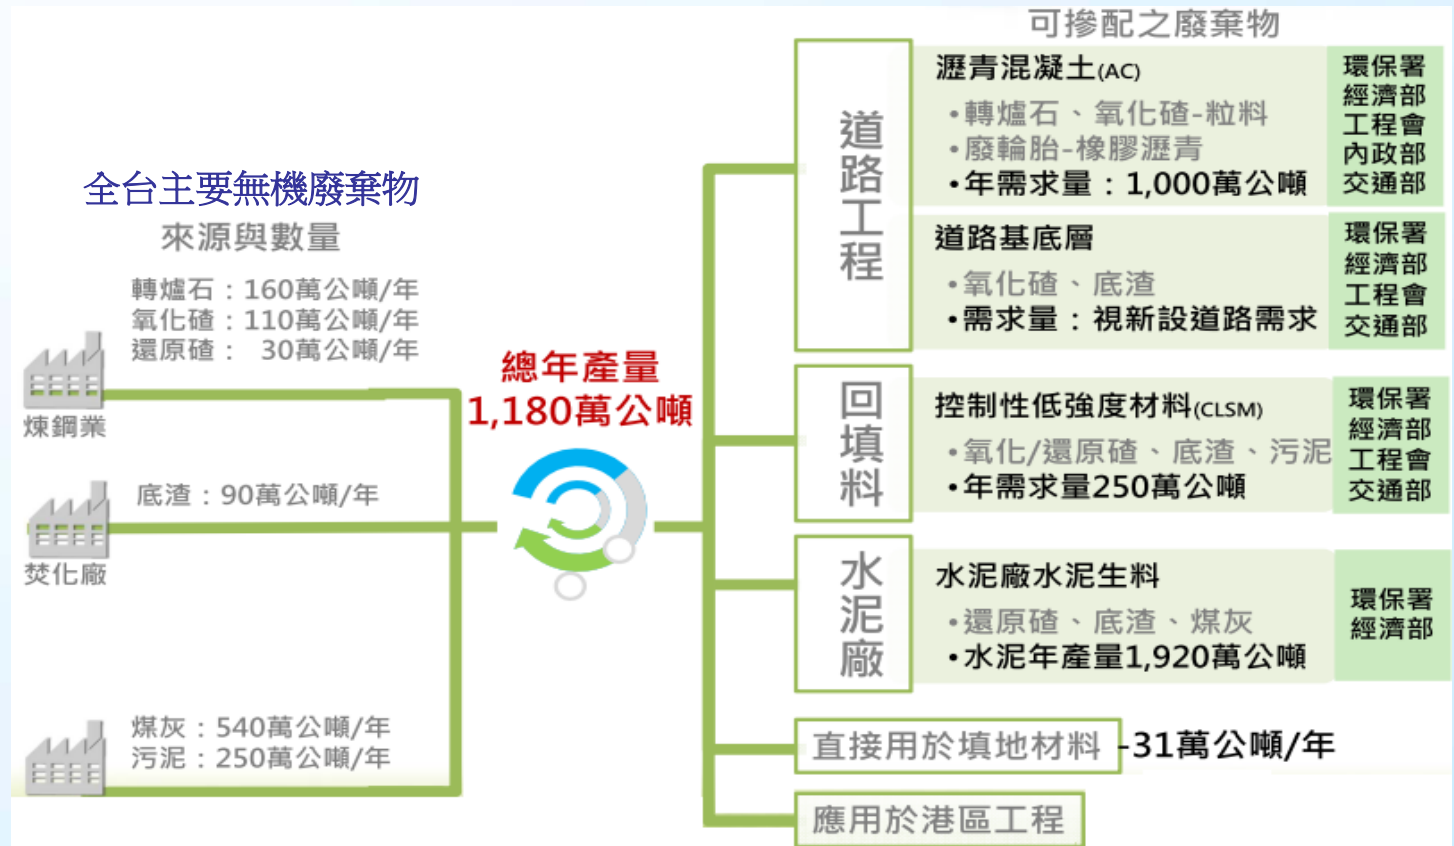 全台主要無機廢棄物
來源與數量
轉爐石：160萬公噸/年
氧化碴：110萬公噸/年
還原碴： 30萬公噸/年
煉鋼業
底渣：90萬公噸/年
焚化廠
煤灰：540萬公噸/年
污泥：250萬公噸/年
總年產量
1,180萬公噸
可摻配之廢棄物
道路工程
瀝青混凝土(AC)
•轉爐石、氧化碴-粒料
•廢輪胎-橡膠瀝青
•年需求量：1,000萬公噸
環保署
經濟部
工程會
內政部
交通部
道路基底層
•氧化碴、底渣
•需求量：視新設道路需求
環保署
經濟部
工程會
交通部
回填料
控制性低強度材料(CLSM)
•氧化/還原碴、底渣、污泥
•年需求量250萬公噸
環保署
經濟部
工程會
交通部
水泥廠
水泥廠水泥生料
•還原碴、底渣、煤灰
•水泥年產量1,920萬公噸
環保署
經濟部
直接用於填地材料 -31萬公噸/年
應用於港區工程